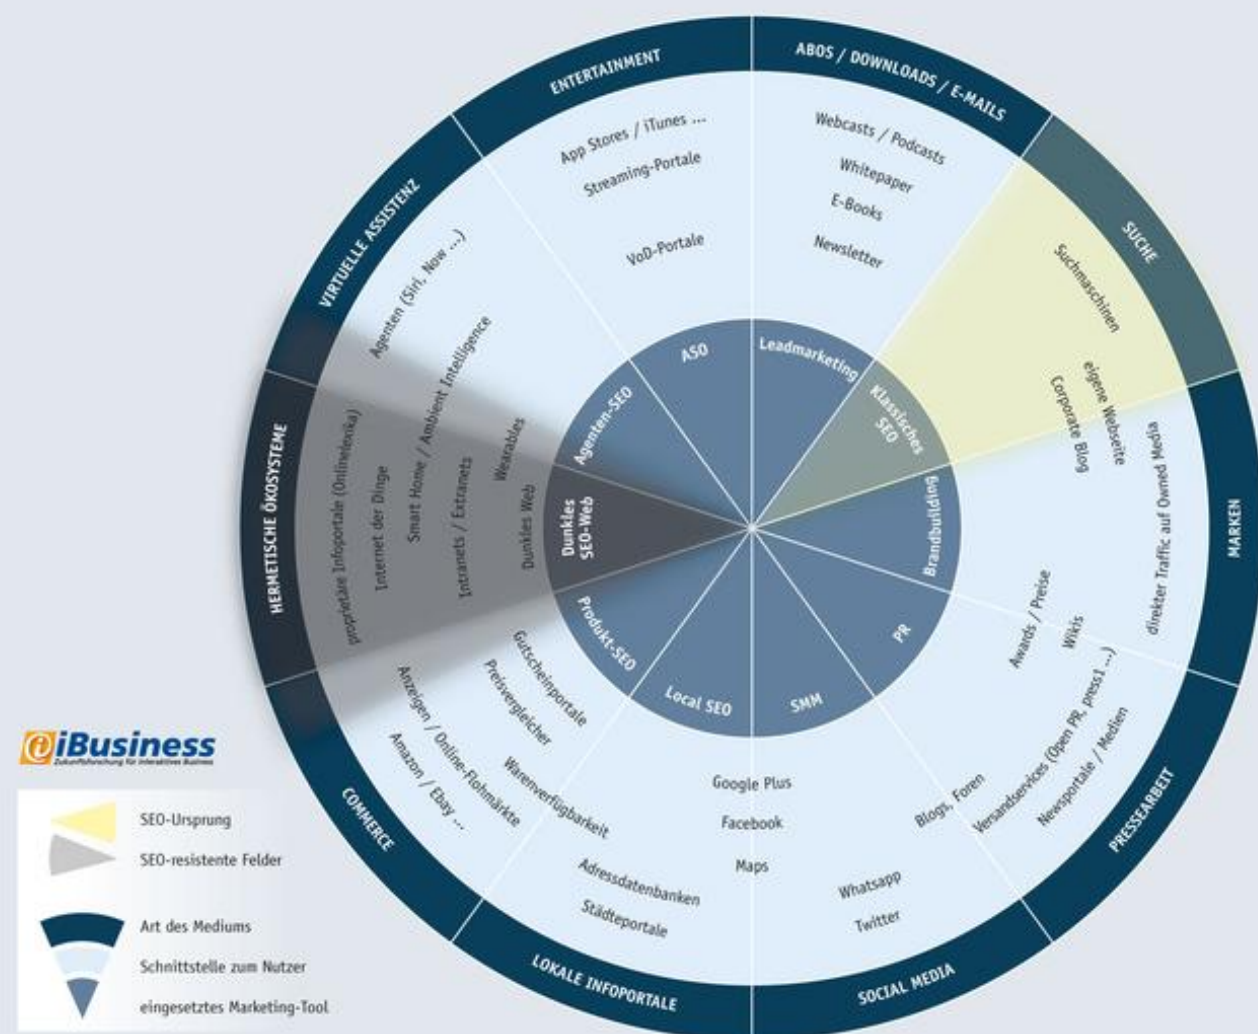 ENTERTAINMENT
App Stores / iTunes ...
Streaming-Portale
VoD-Portale
ASO
ABOS / DOWNLOADS / E-MAILS
Webcasts / Podcasts
Whitepaper
E-Books
Newsletter
Leadmarketing
SUCHE
Suchmaschinen
eigene Webseite
Corporate Blog
Klassisches
SEO
MARKEN
direkter Traffic auf Owned Media
Brandbuilding
Awards / Preise
Wikis
PRESSEARBEIT
Versandservices (Open PR, press1 ...)
Newsportale / Medien
PR
Blogs, Foren
SOCIAL MEDIA
Whatsapp
Twitter
SMM
Google Plus
Facebook
Maps
LOKALE INFOPORTALE
Adressdatenbanken
Städteportale
Local SEO
Warenverfügbarkeit
COMMERCE
Gutscheinportale
Preisvergleicher
Anzeigen / Online-Flohmärkte
Amazon / Ebay ...
Produkt-SEO
HERMETISCHE ÖKOSYSTEME
proprietäre Infoportale (Onlinelexika)
Internet der Dinge
Smart Home / Ambient Intelligence
Intranets / Extranets
Wearables
Dunkles Web
Dunkles
SEO-Web
VIRTUELLE ASSISTENZ
Agenten (Siri, Now ...)
Agenten-SEO
iBusiness
Zukunftsforschung für interaktives Business
SEO-Ursprung
SEO-resistente Felder
Art des Mediums
Schnittstelle zum Nutzer
eingesetztes Marketing-Tool